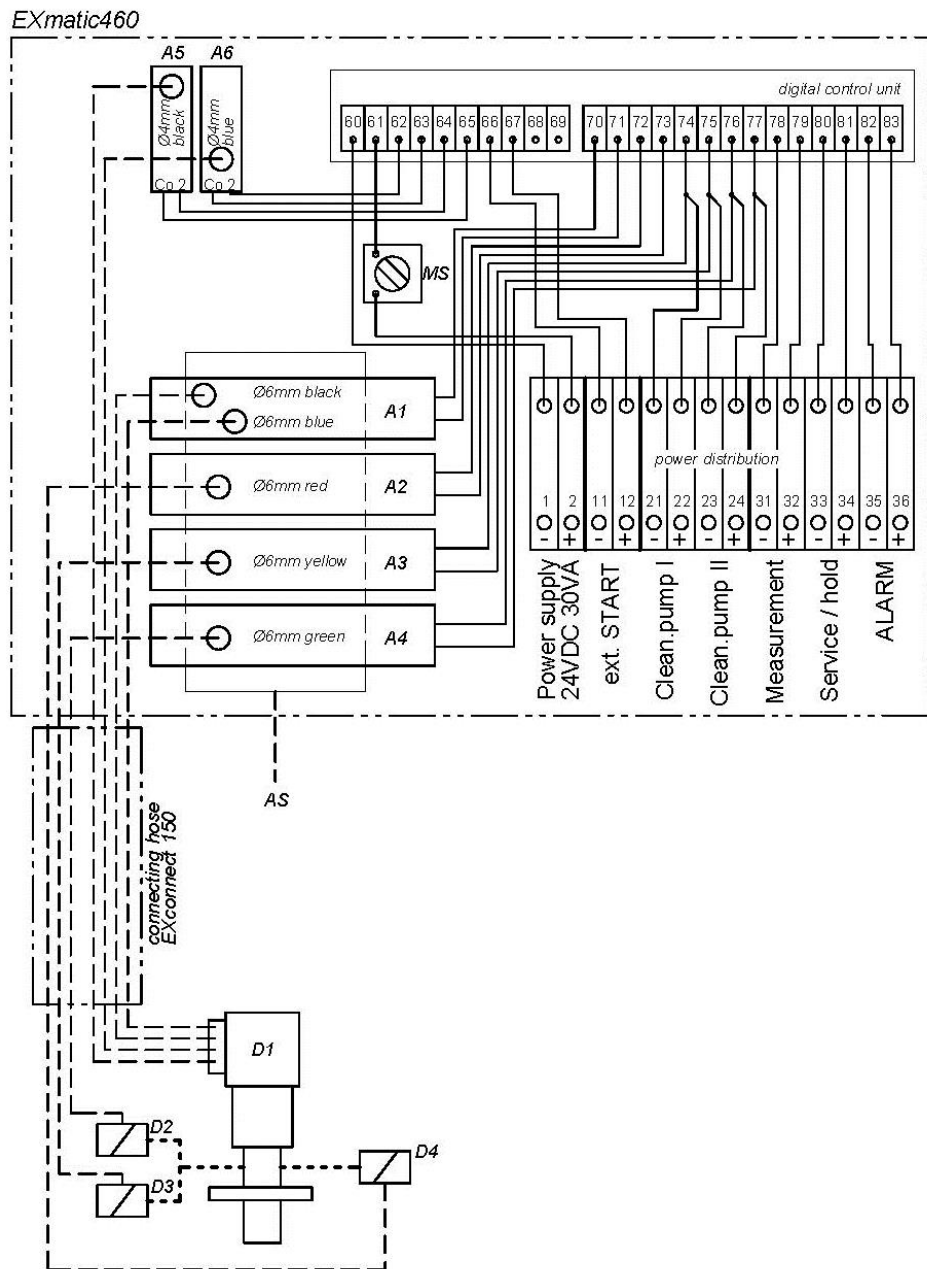 EXmatic460
A5 A6
digital control unit
Ø4mm
black
Ø4mm
blue
Co 2 Co 2
60 61 62 63 64 65 66 67 68 69 70 71 72 73 74 75 76 77 78 79 80 81 82 83
MS
Ø6mm black
Ø6mm blue
A1
Ø6mm red A2
Ø6mm yellow A3
Ø6mm green A4
power distribution
1 2 11 12 21 22 23 24 31 32 33 34 35 36
- + - + - + - + - + - + - +
Power supply
24VDC 30VA
ext. START
Clean.pump I
Clean.pump II
Measurement
Service / hold
ALARM
AS
connecting hose
EXconnect 150
D1
D2
D3
D4